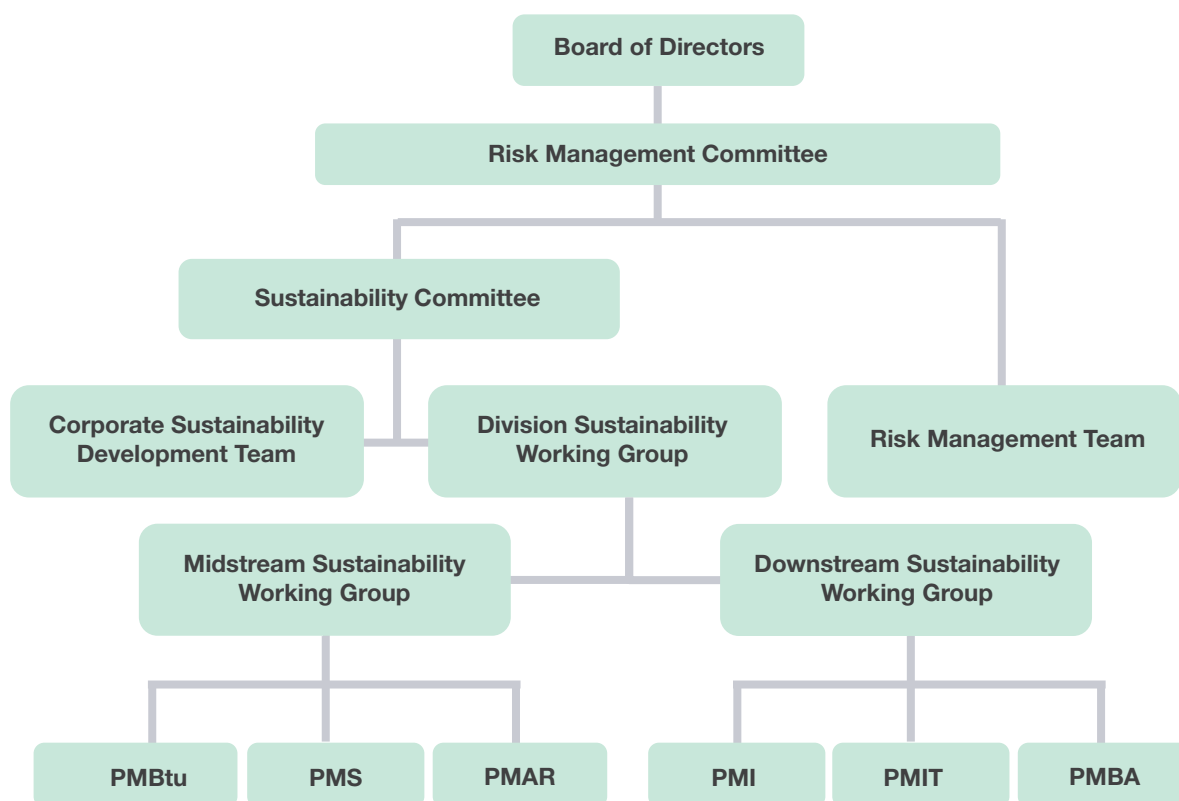 Board of Directors
Risk Management Committee
Sustainability Committee
Corporate Sustainability
Development Team
Division Sustainability
Working Group
Risk Management Team
Midstream Sustainability
Working Group
Downstream Sustainability
Working Group
PMBtu
PMS
PMAR
PMI
PMIT
PMBA